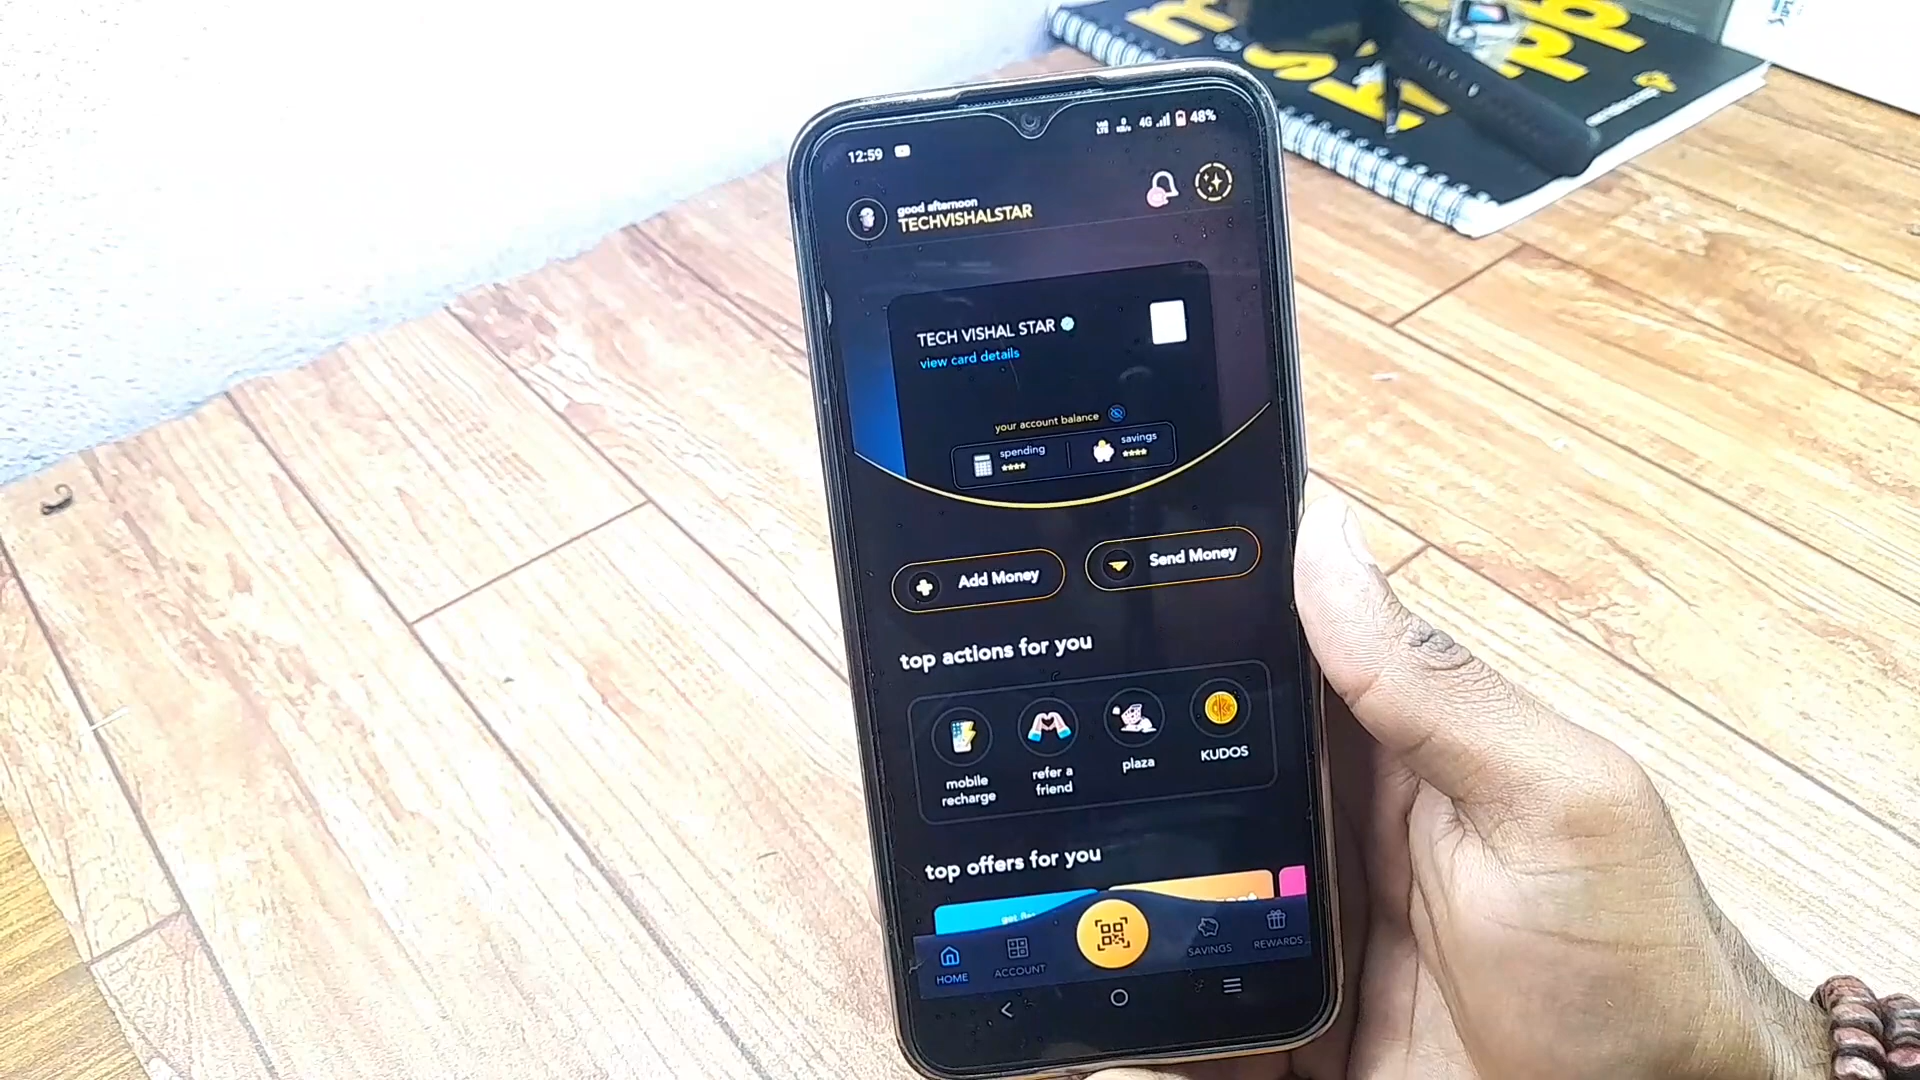 12:59
4G
48%
good afternoon
TECHVISHALSTAR
TECH VISHAL STAR
view card details
your account balance
spending
****
savings
****
Add Money
Send Money
top actions for you
mobile
recharge
refer a
friend
plaza
KUDOS
top offers for you
HOME
ACCOUNT
SAVINGS
REWARDS